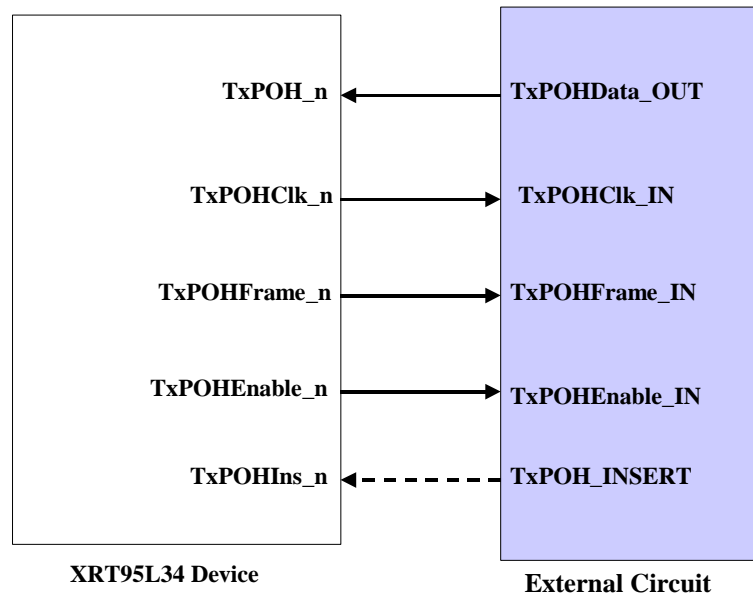 TxPOH_n TxPOHData_OUT
TxPOHClk_n TxPOHClk_IN
TxPOHFrame_n TxPOHFrame_IN
TxPOHEnable_n TxPOHEnable_IN
TxPOHIns_n TxPOH_INSERT
XRT95L34 Device External Circuit